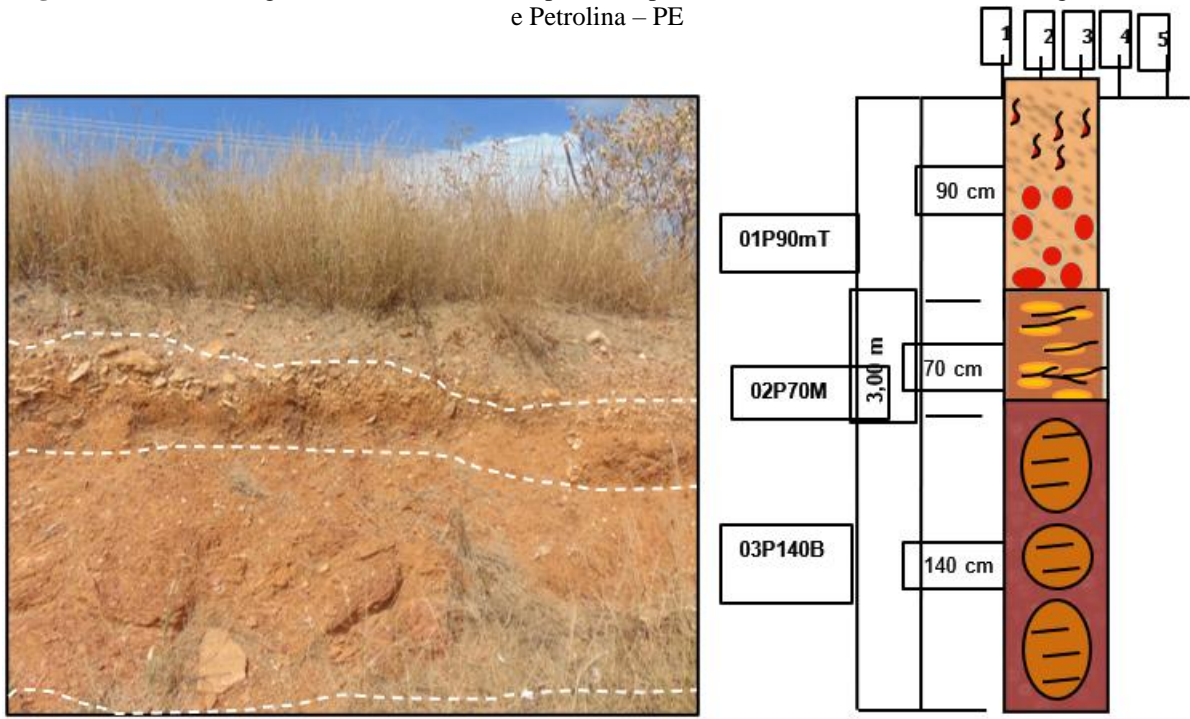 e Petrolina – PE
1 2 3 4 5
90 cm
01P90mT
3,00 m
70 cm
02P70M
03P140B
140 cm